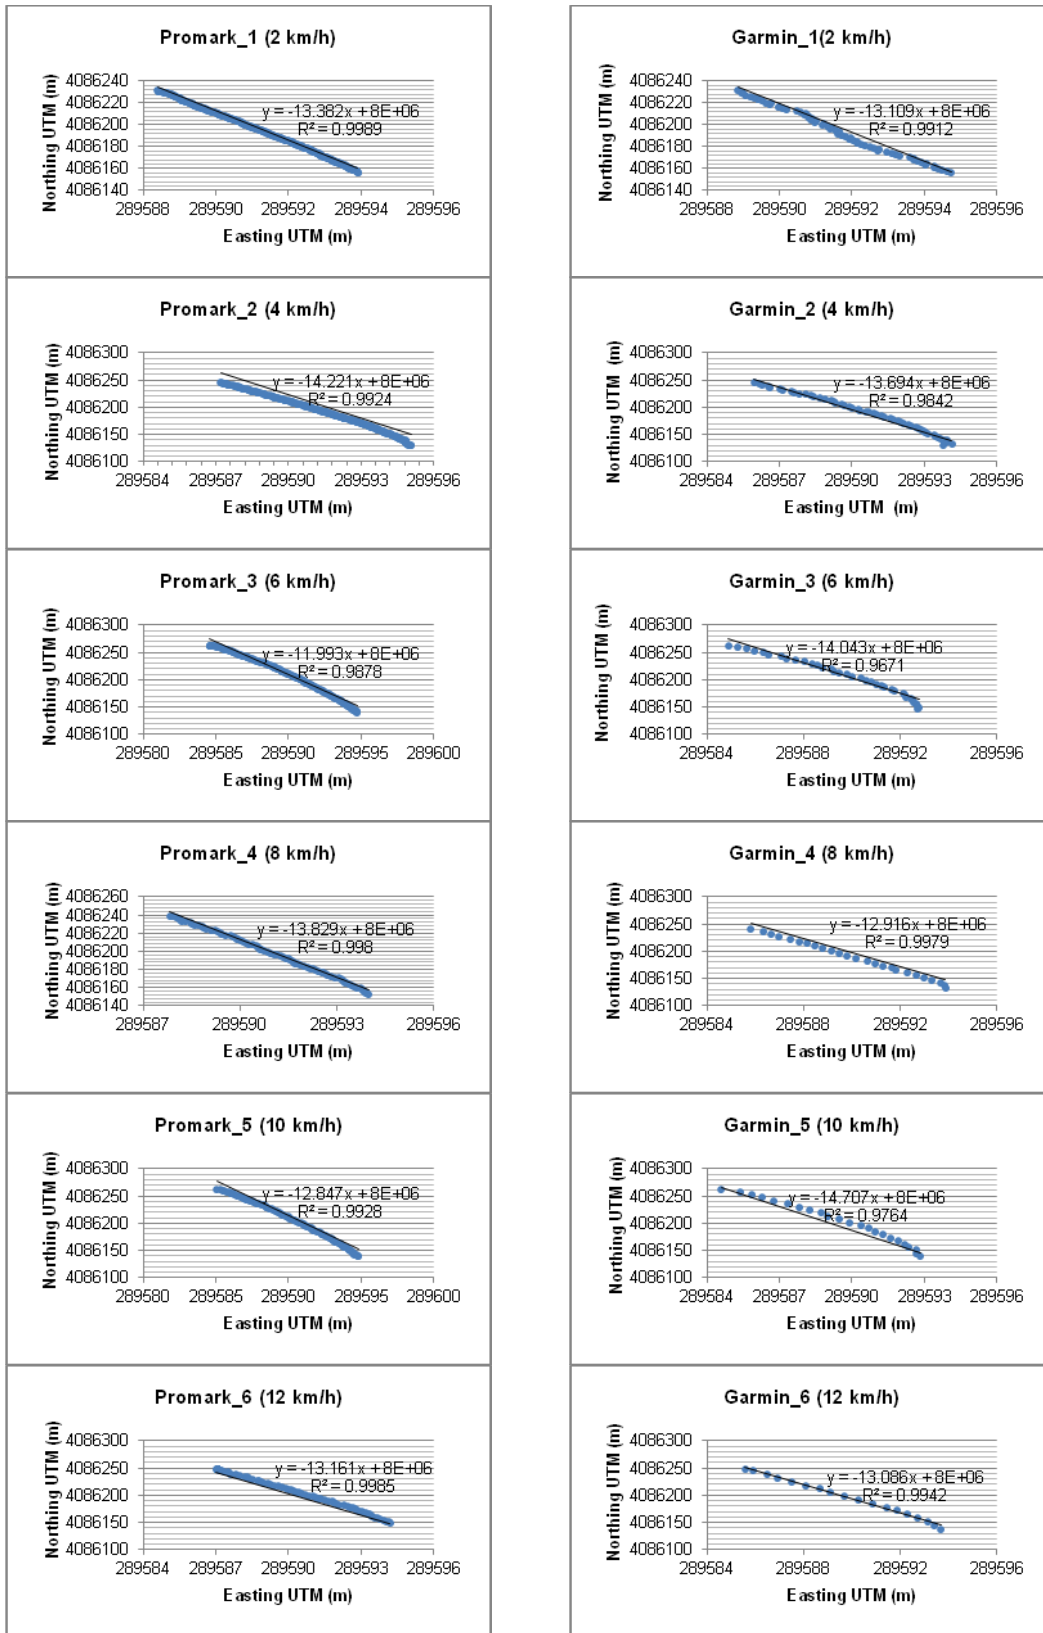 Promark_1 (2 km/h)
Northing UTM (m)
4086240
4086220
4086200
4086180
4086160
4086140
y = -13.382x + 8E+06
R² = 0.9989
289588 289590 289592 289594 289596
Easting UTM (m)
Garmin_1(2 km/h)
Northing UTM (m)
4086240
4086220
4086200
4086180
4086160
4086140
y = -13.109x + 8E+06
R² = 0.9912
289588 289590 289592 289594 289596
Easting UTM (m)
Promark_2 (4 km/h)
Northing UTM (m)
4086300
4086250
4086200
4086150
4086100
y = -14.221x + 8E+06
R² = 0.9924
289584 289587 289590 289593 289596
Easting UTM (m)
Garmin_2 (4 km/h)
Northing UTM (m)
4086300
4086250
4086200
4086150
4086100
y = -13.694x + 8E+06
R² = 0.9842
289584 289587 289590 289593 289596
Easting UTM (m)
Promark_3 (6 km/h)
Northing UTM (m)
4086300
4086250
4086200
4086150
4086100
y = -11.993x + 8E+06
R² = 0.9878
289580 289585 289590 289595 289600
Easting UTM (m)
Garmin_3 (6 km/h)
Northing UTM (m)
4086300
4086250
4086200
4086150
4086100
y = -14.043x + 8E+06
R² = 0.9671
289584 289588 289592 289596
Easting UTM (m)
Promark_4 (8 km/h)
Northing UTM (m)
4086260
4086240
4086220
4086200
4086180
4086160
4086140
y = -13.829x + 8E+06
R² = 0.998
289587 289590 289593 289596
Easting UTM (m)
Garmin_4 (8 km/h)
Northing UTM (m)
4086300
4086250
4086200
4086150
4086100
y = -12.916x + 8E+06
R² = 0.9979
289584 289588 289592 289596
Easting UTM (m)
Promark_5 (10 km/h)
Northing UTM (m)
4086300
4086250
4086200
4086150
4086100
y = -12.847x + 8E+06
R² = 0.9928
289580 289585 289590 289595 289600
Easting UTM (m)
Garmin_5 (10 km/h)
Northing UTM (m)
4086300
4086250
4086200
4086150
4086100
y = -14.707x + 8E+06
R² = 0.9764
289584 289587 289590 289593 289596
Easting UTM (m)
Promark_6 (12 km/h)
Northing UTM (m)
4086300
4086250
4086200
4086150
4086100
y = -13.161x + 8E+06
R² = 0.9985
289584 289587 289590 289593 289596
Easting UTM (m)
Garmin_6 (12 km/h)
Northing UTM (m)
4086300
4086250
4086200
4086150
4086100
y = -13.086x + 8E+06
R² = 0.9942
289584 289588 289592 289596
Easting UTM (m)